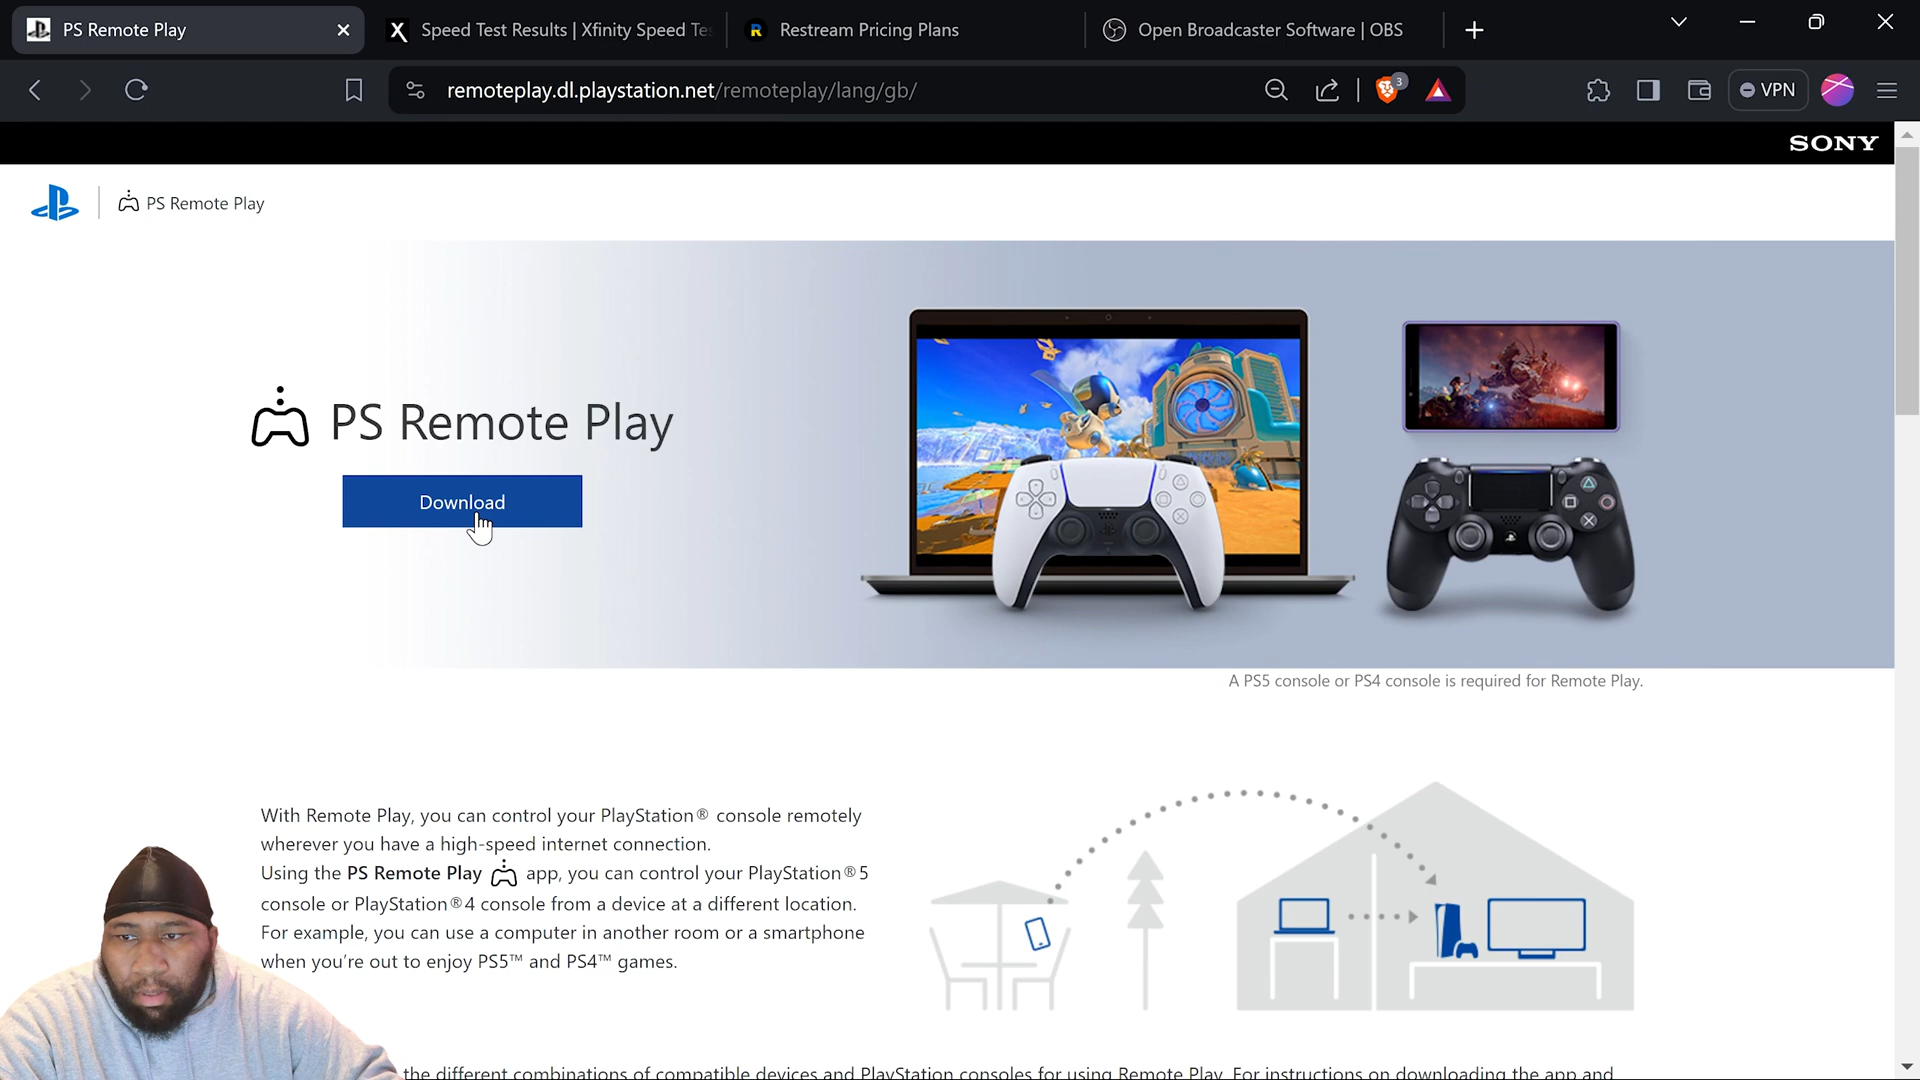 PS Remote Play
Speed Test Results | Xfinity Speed Tes
Restream Pricing Plans
Open Broadcaster Software | OBS
remoteplay.dl.playstation.net/remoteplay/lang/gb/
3
VPN
SONY
PS Remote Play
PS Remote Play
Download
A PS5 console or PS4 console is required for Remote Play.
With Remote Play, you can control your PlayStation® console remotely
wherever you have a high-speed internet connection.
Using the PS Remote Play app, you can control your PlayStation®5
console or PlayStation®4 console from a device at a different location.
For example, you can use a computer in another room or a smartphone
when you're out to enjoy PS5™ and PS4™ games.
the different combinations of compatible devices and PlayStation consoles for using Remote Play. For instructions on downloading the app and